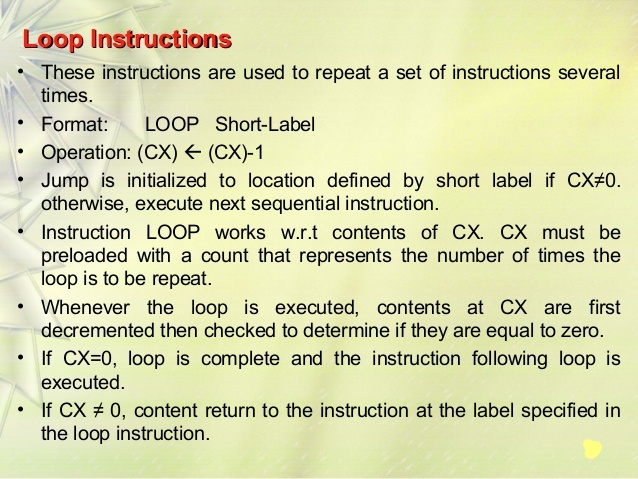 Loop Instructions
• These instructions are used to repeat a set of instructions several
times.
• Format: LOOP Short-Label
• Operation: (CX) ← (CX)-1
• Jump is initialized to location defined by short label if CX≠0.
otherwise, execute next sequential instruction.
• Instruction LOOP works w.r.t contents of CX. CX must be
preloaded with a count that represents the number of times the
loop is to be repeat.
• Whenever the loop is executed, contents at CX are first
decremented then checked to determine if they are equal to zero.
• If CX=0, loop is complete and the instruction following loop is
executed.
• If CX ≠ 0, content return to the instruction at the label specified in
the loop instruction.